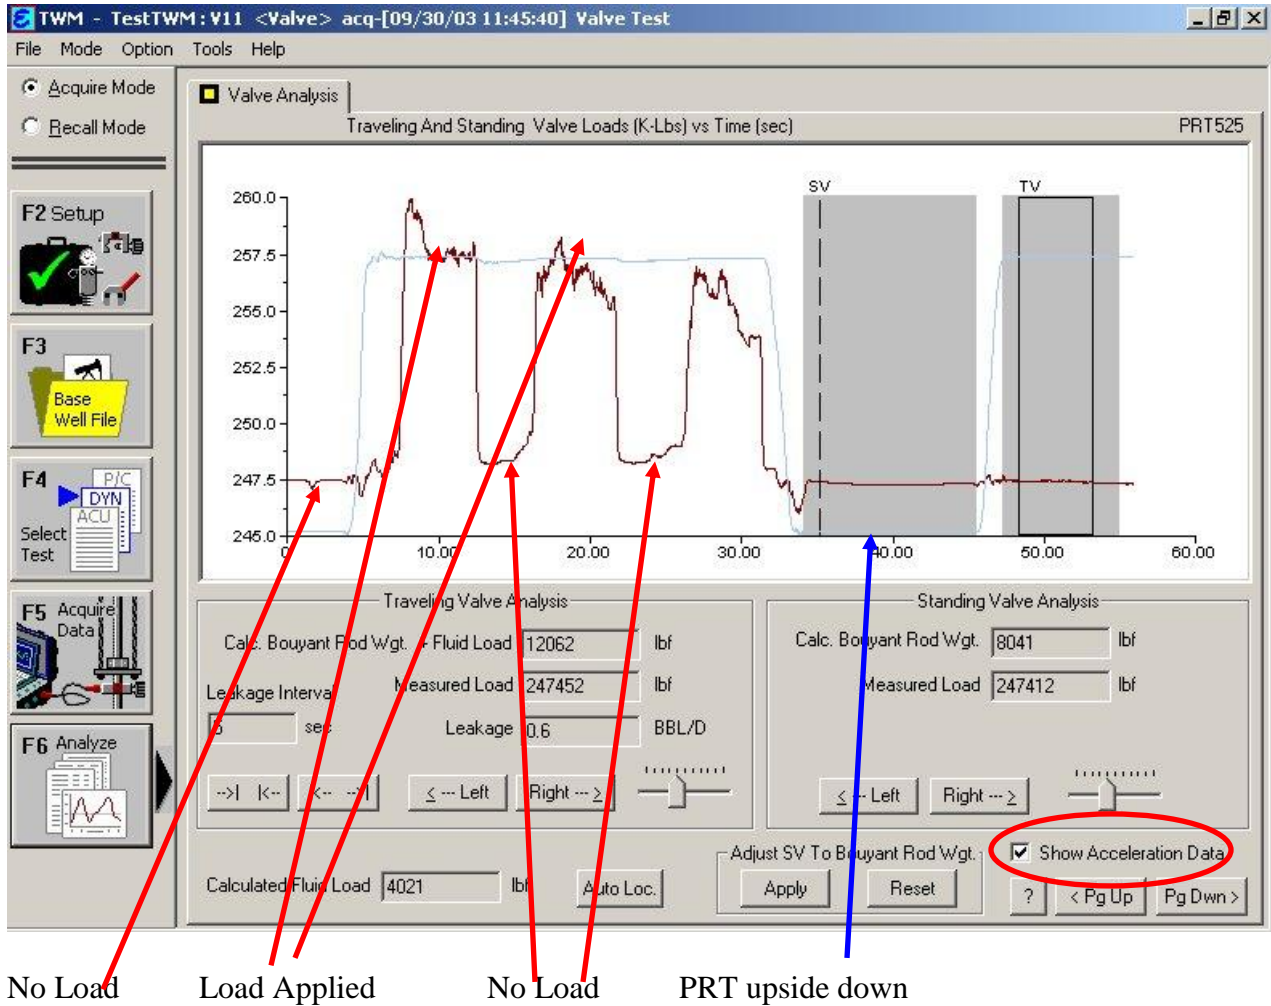 TWM - TestTWM: V11 <Valve> acq-[09/30/03 11:45:40] Valve Test
File Mode Option Tools Help
Acquire Mode
Recall Mode
Valve Analysis
Traveling And Standing Valve Loads (K-Lbs) vs Time (sec)
PRT525
F2 Setup
F3
Base
Well File
F4
P/C
DYN
ACU
Select
Test
F5 Acquire
Data
F6 Analyze
SV
TV
260.0
257.5
255.0
252.5
250.0
247.5
245.0
0 10.00 20.00 30.00 40.00 50.00 60.00
Traveling Valve Analysis
Calc. Bouyant Rod Wgt. + Fluid Load 12062 lbf
Leakage Interval
Measured Load 247452 lbf
5 sec
Leakage 0.6 BBL/D
-->| |<-- |<-- -->|
< --- Left Right --- >
Standing Valve Analysis
Calc. Bouyant Rod Wgt. 8041 lbf
Measured Load 247412 lbf
< --- Left Right --- >
Calculated Fluid Load 4021 lbf
Auto Loc.
Adjust SV To Bouyant Rod Wgt.
Apply Reset
Show Acceleration Data
? < Pg Up Pg Dwn >
No Load Load Applied No Load PRT upside down